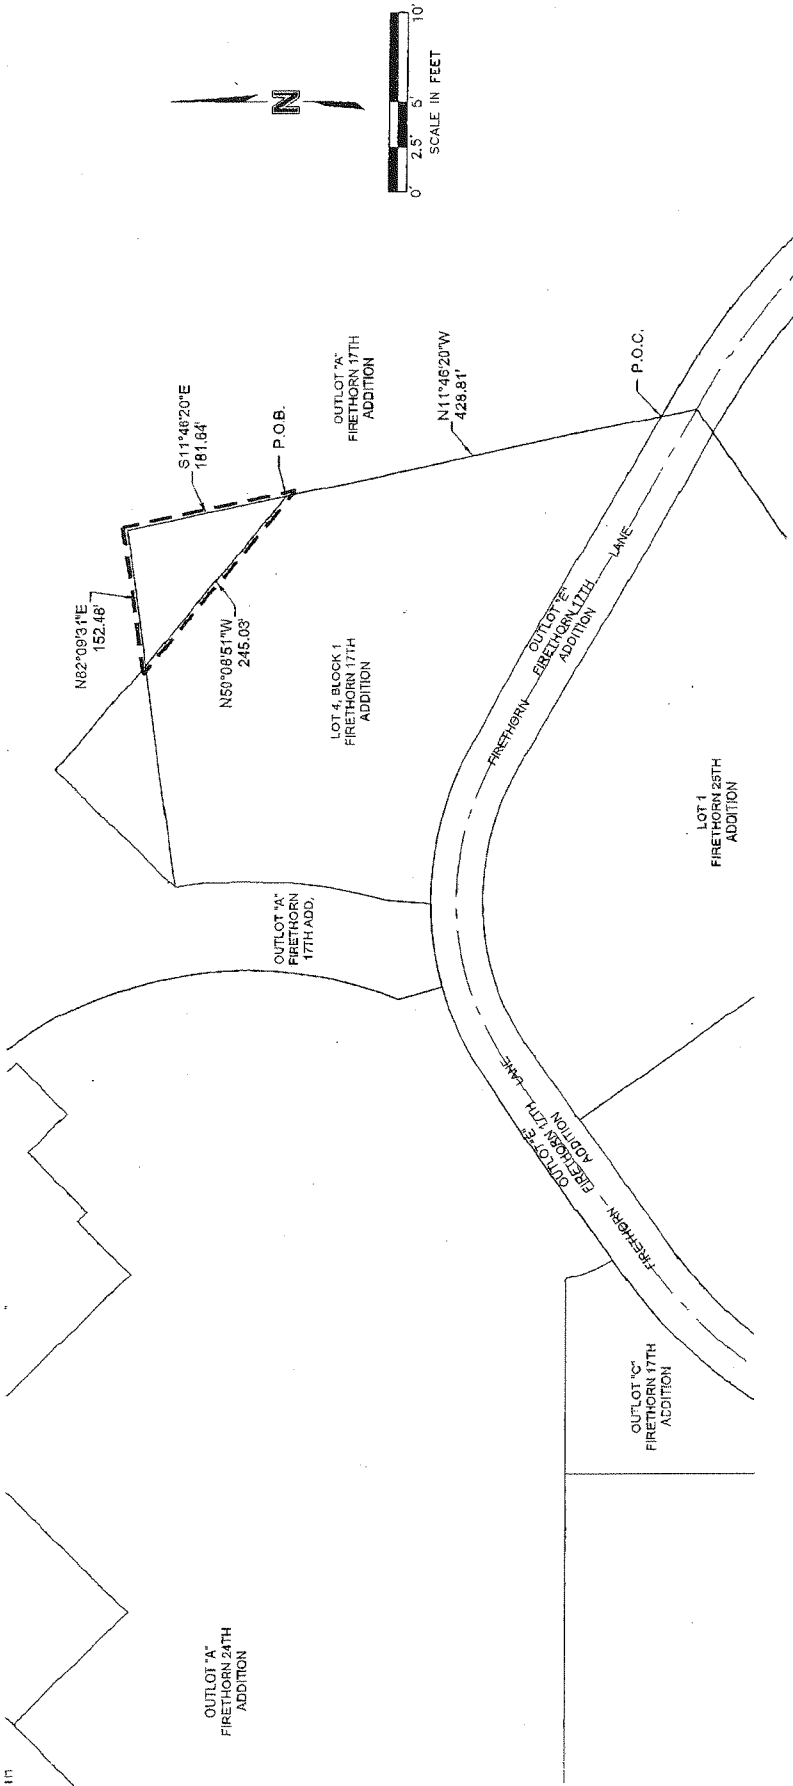 N
0' 2.5' 5' 10'
SCALE IN FEET
S11°46'20"E
181.64'
P.O.B.
OUTLOT "A"
FIRETHORN 17TH
ADDITION
N11°46'20"W
428.81'
P.O.C.
N82°09'31"E
152.48'
N50°08'51"W
245.03'
LOT 4, BLOCK 1
FIRETHORN 17TH
ADDITION
OUTLOT "E"
FIRETHORN 17TH
ADDITION
FIRETHORN LANE
LOT 1
FIRETHORN 25TH
ADDITION
OUTLOT "A"
FIRETHORN
17TH ADD.
OUTLOT "E"
FIRETHORN 17TH
ADDITION
FIRETHORN LANE
OUTLOT "C"
FIRETHORN 17TH
ADDITION
OUTLOT "A"
FIRETHORN 24TH
ADDITION